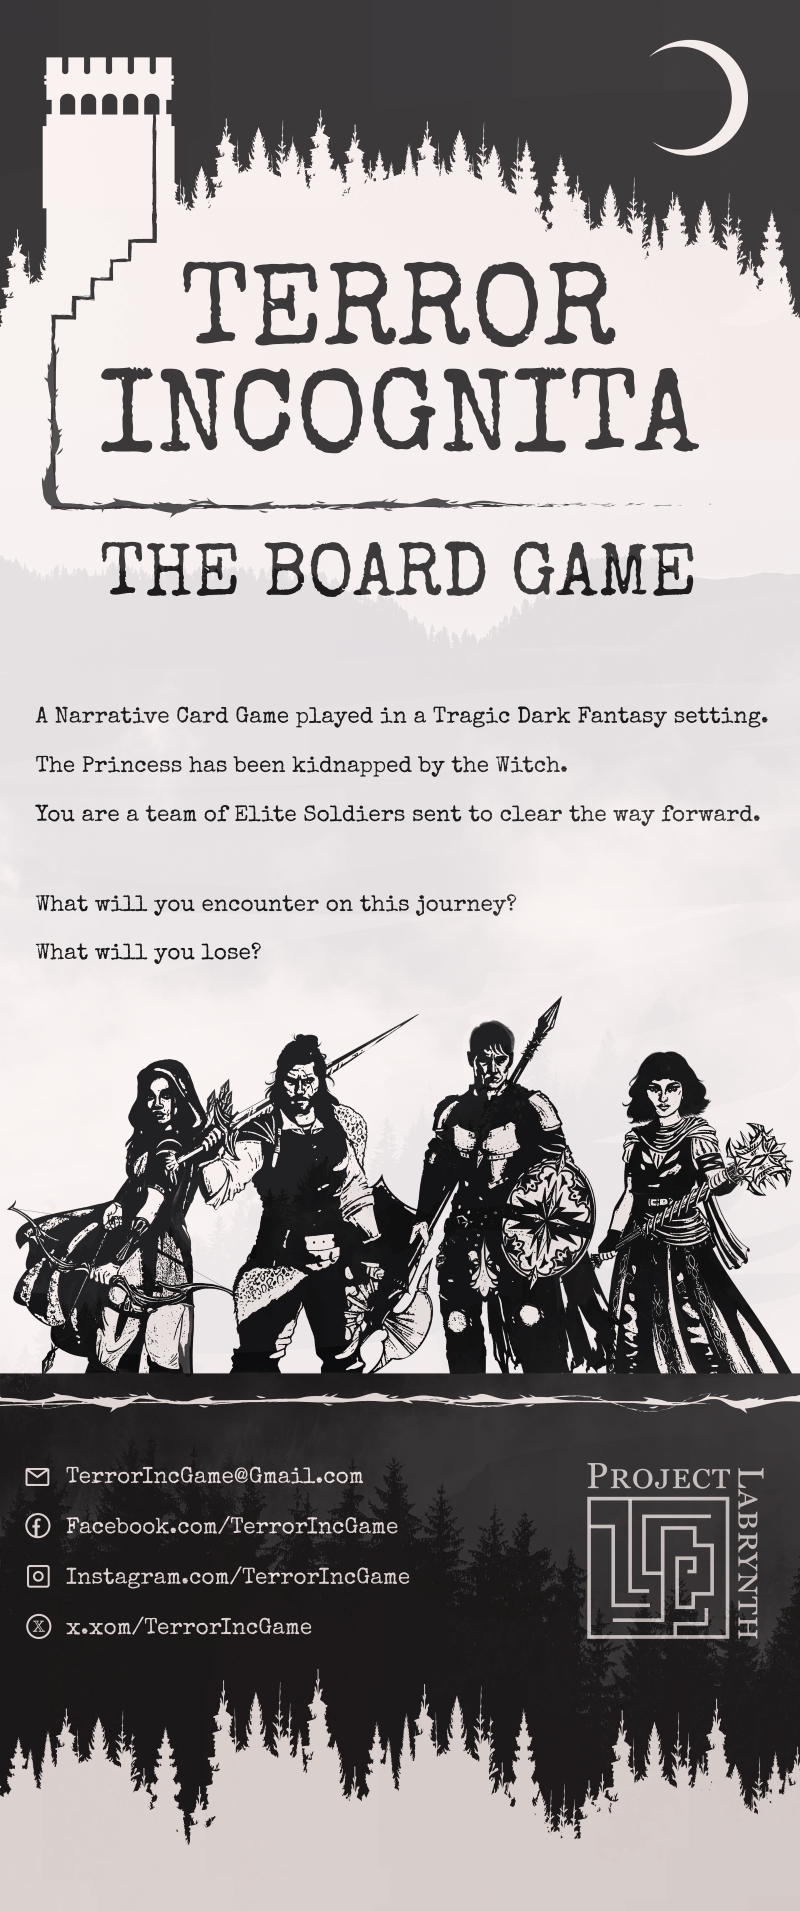 TERROR
INCOGNITA
THE BOARD GAME
A Narrative Card Game played in a Tragic Dark Fantasy setting.
The Princess has been kidnapped by the Witch.
You are a team of Elite Soldiers sent to clear the way forward.
What will you encounter on this journey?
What will you lose?
TerrorIncGame@Gmail.com
Facebook.com/TerrorIncGame
Instagram.com/TerrorIncGame
x.xom/TerrorIncGame
PROJECT
LABRYNTH